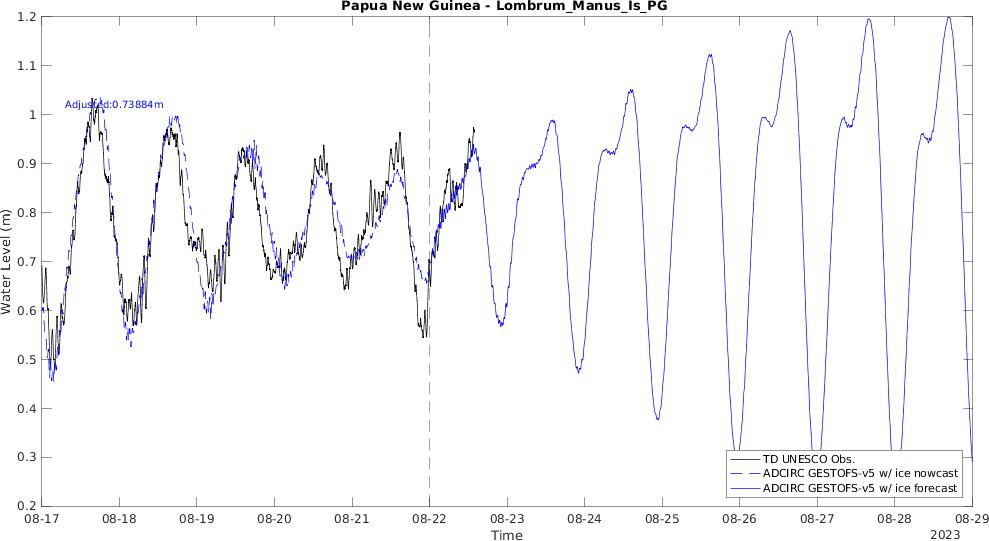 Papua New Guinea - Lombrum_Manus_Is_PG
1.2
1.1
1
0.9
0.8
0.7
0.6
0.5
0.4
0.3
0.2
Water Level (m)
Adjusted:0.73884m
TD UNESCO Obs.
ADCIRC GESTOFS-v5 w/ ice nowcast
ADCIRC GESTOFS-v5 w/ ice forecast
08-17 08-18 08-19 08-20 08-21 08-22 08-23 08-24 08-25 08-26 08-27 08-28 08-29
Time
2023